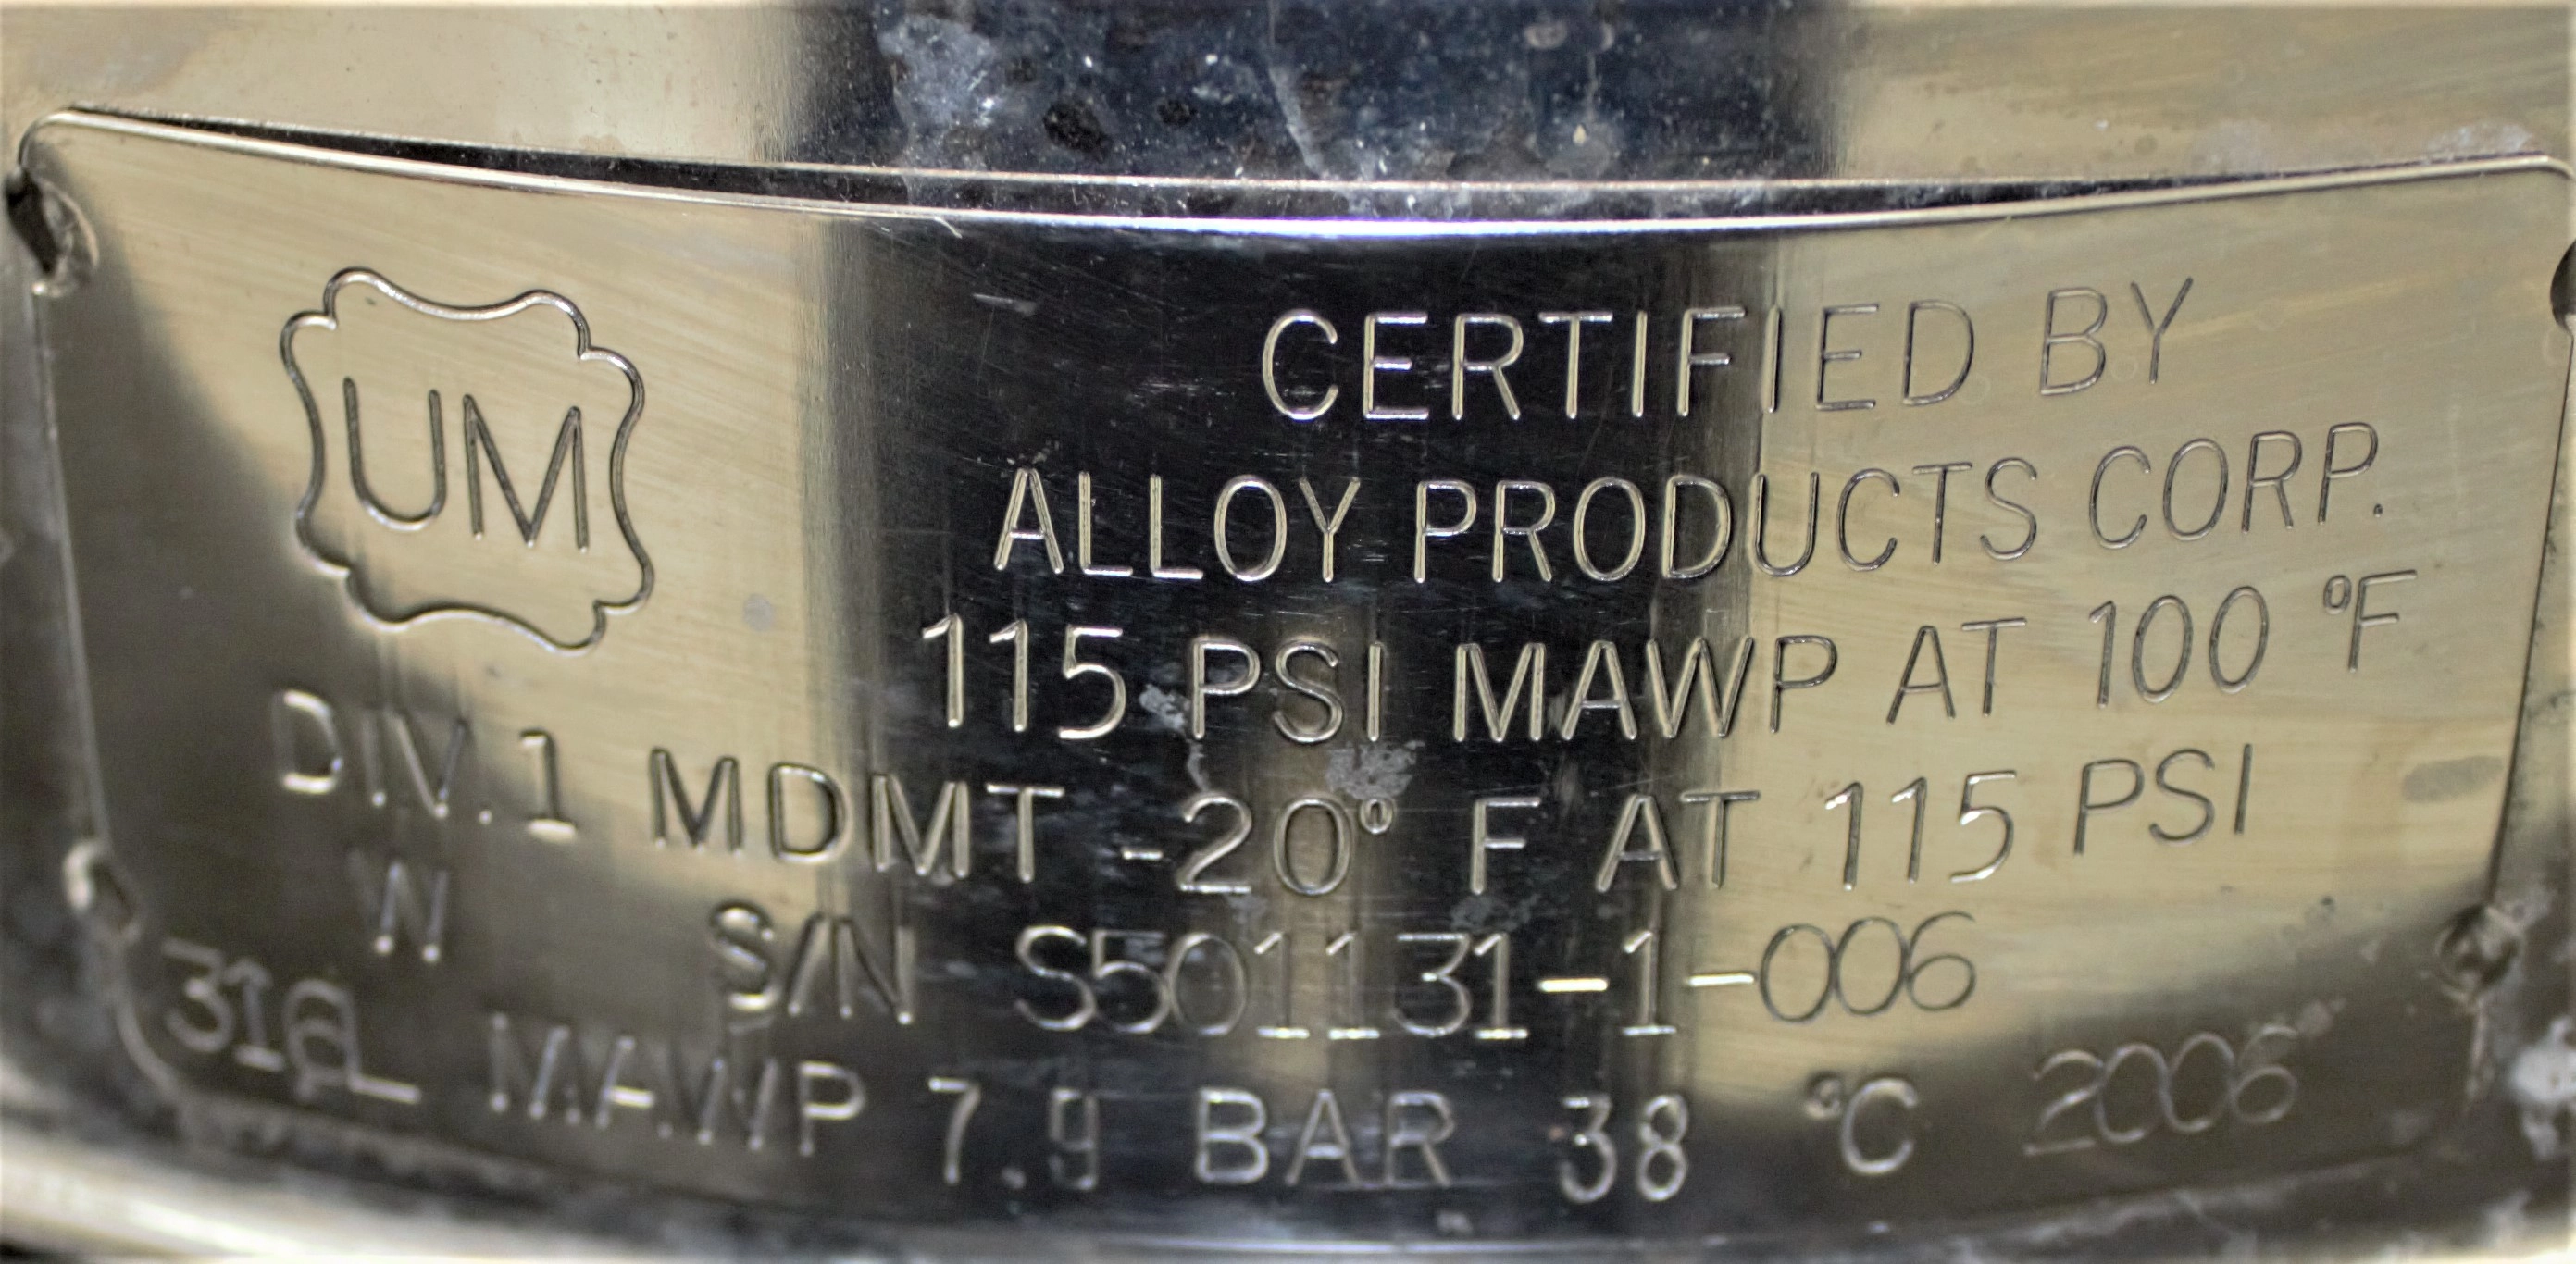 UM
CERTIFIED BY
ALLOY PRODUCTS CORP.
115 PSI MAWP AT 100 °F
DIV.1 MDMT -20° F AT 115 PSI
W S/N S501131-1-006
MAWP 7.9 BAR 38 °C 2006